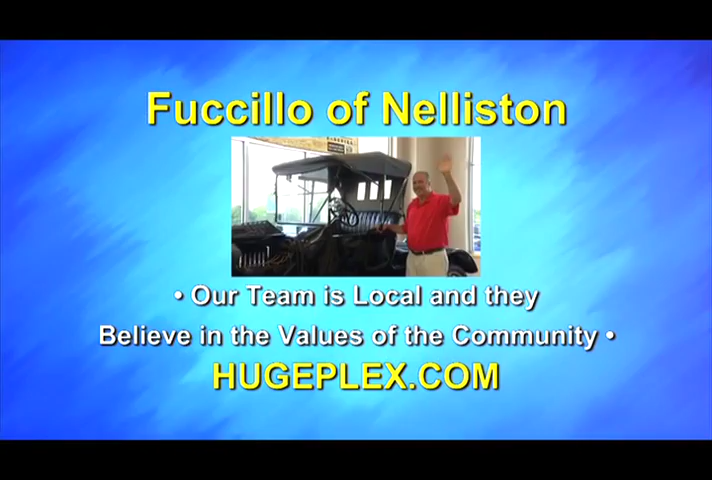 Fuccillo of Nelliston
• Our Team is Local and they
Believe in the Values of the Community •
HUGEPLEX.COM